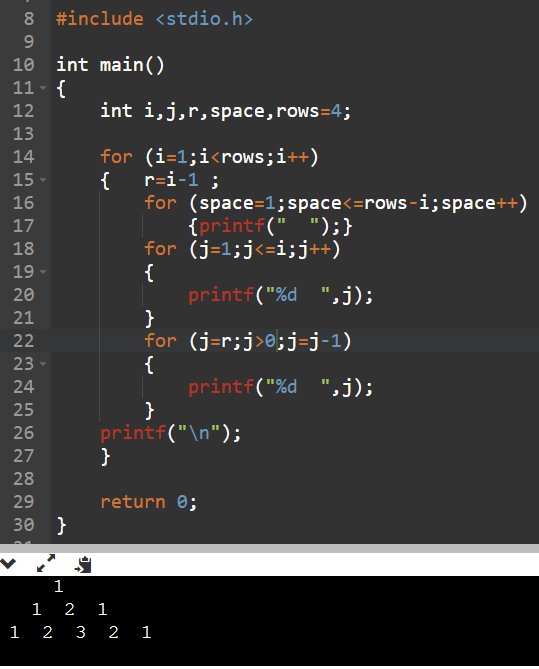 8 #include <stdio.h>
9
10 int main()
11 {
12     int i,j,r,space,rows=4;
13
14     for (i=1;i<rows;i++)
15     {   r=i-1 ;
16         for (space=1;space<=rows-i;space++)
17             {printf("  ");}
18         for (j=1;j<=i;j++)
19         {
20             printf("%d  ",j);
21         }
22         for (j=r;j>0;j=j-1)
23         {
24             printf("%d  ",j);
25         }
26     printf("\n");
27     }
28
29     return 0;
30 }
      1
   1  2  1
1  2  3  2  1